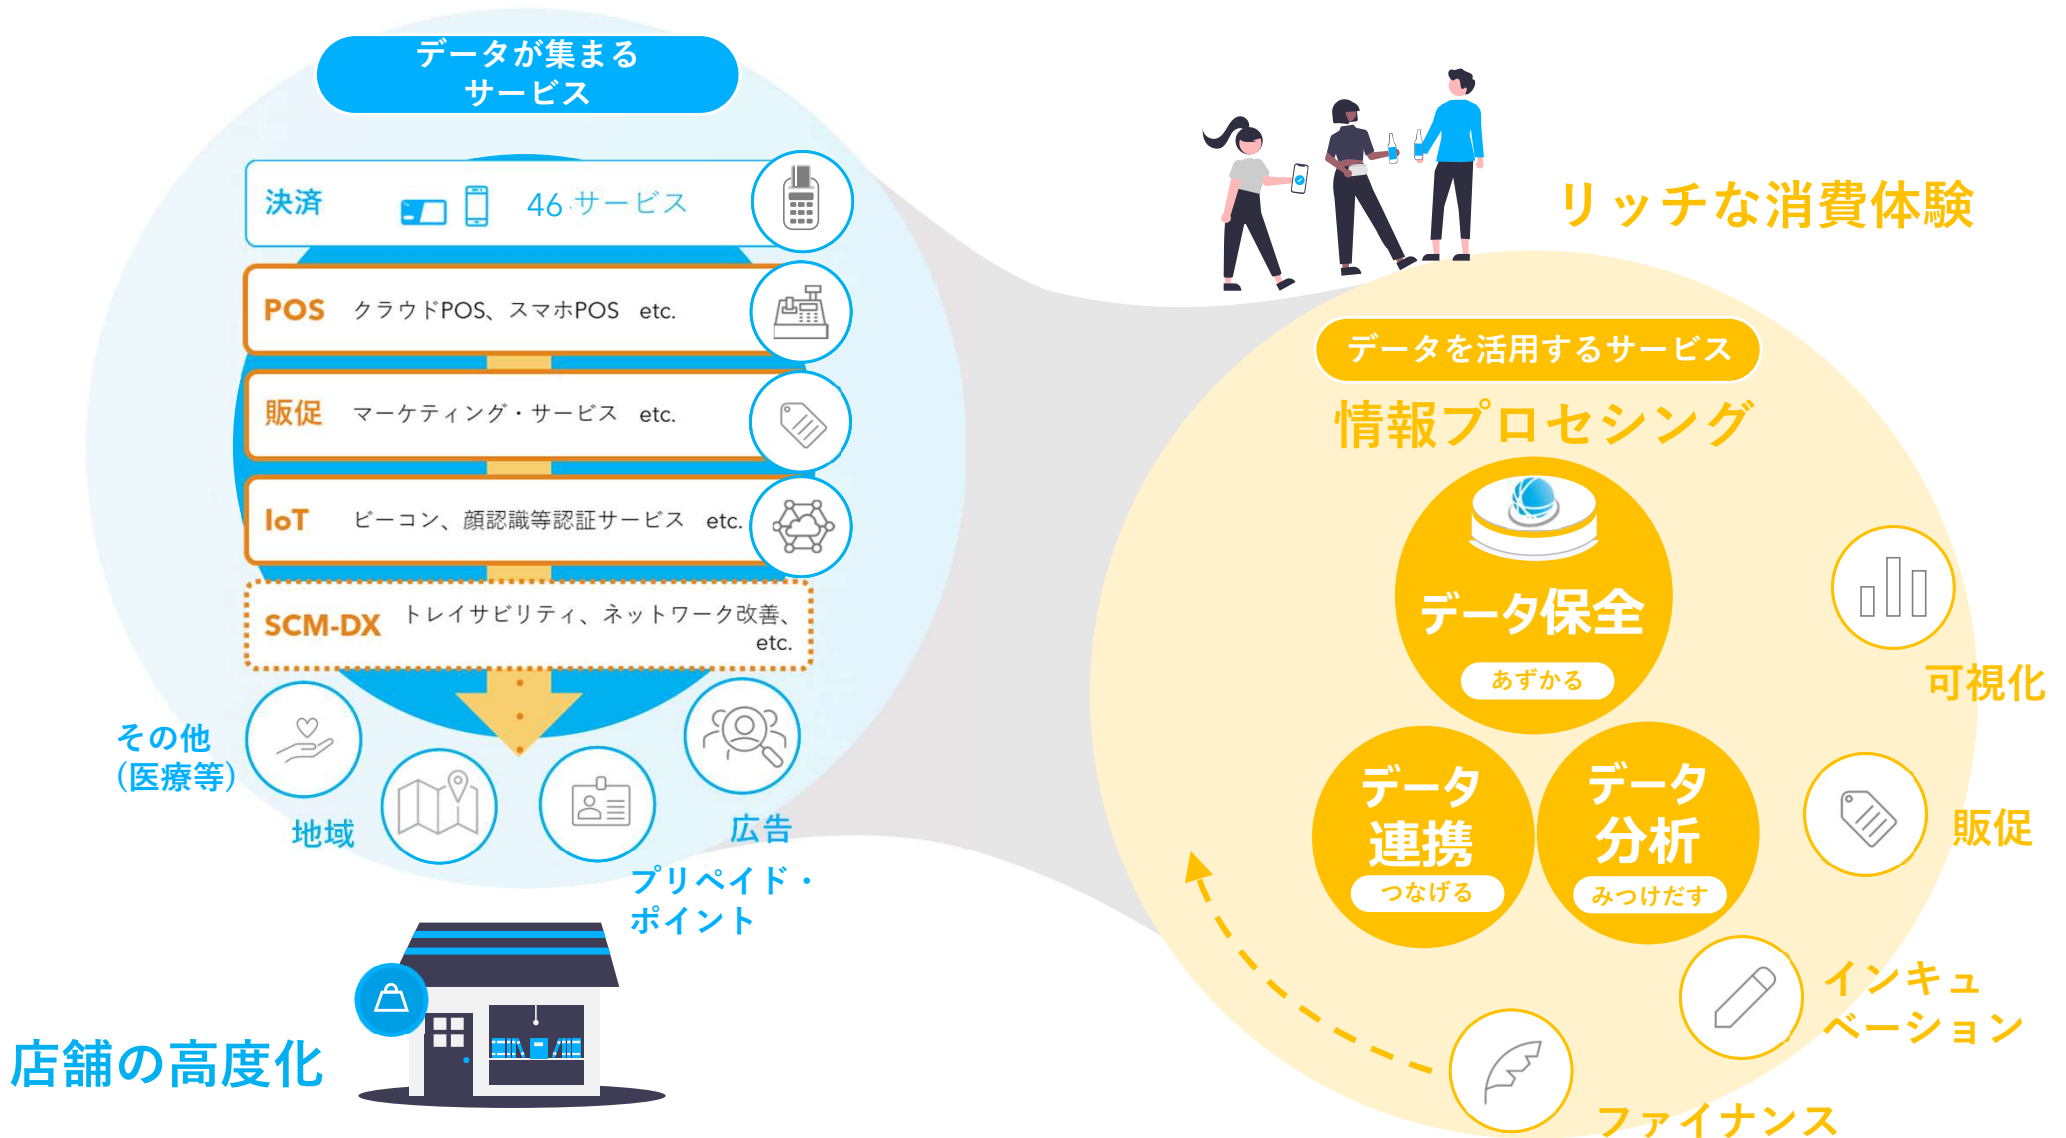 データが集まる
サービス
決済 46 サービス
POS クラウドPOS、スマホPOS etc.
販促 マーケティング・サービス etc.
IoT ビーコン、顔認識等認証サービス etc.
SCM-DX トレイサビリティ、ネットワーク改善、
etc.
その他
(医療等)
地域
広告
プリペイド・
ポイント
店舗の高度化
リッチな消費体験
データを活用するサービス
情報プロセシング
データ保全
あずかる
データ
連携
つなげる
データ
分析
みつけだす
可視化
販促
インキュ
ベーション
ファイナンス